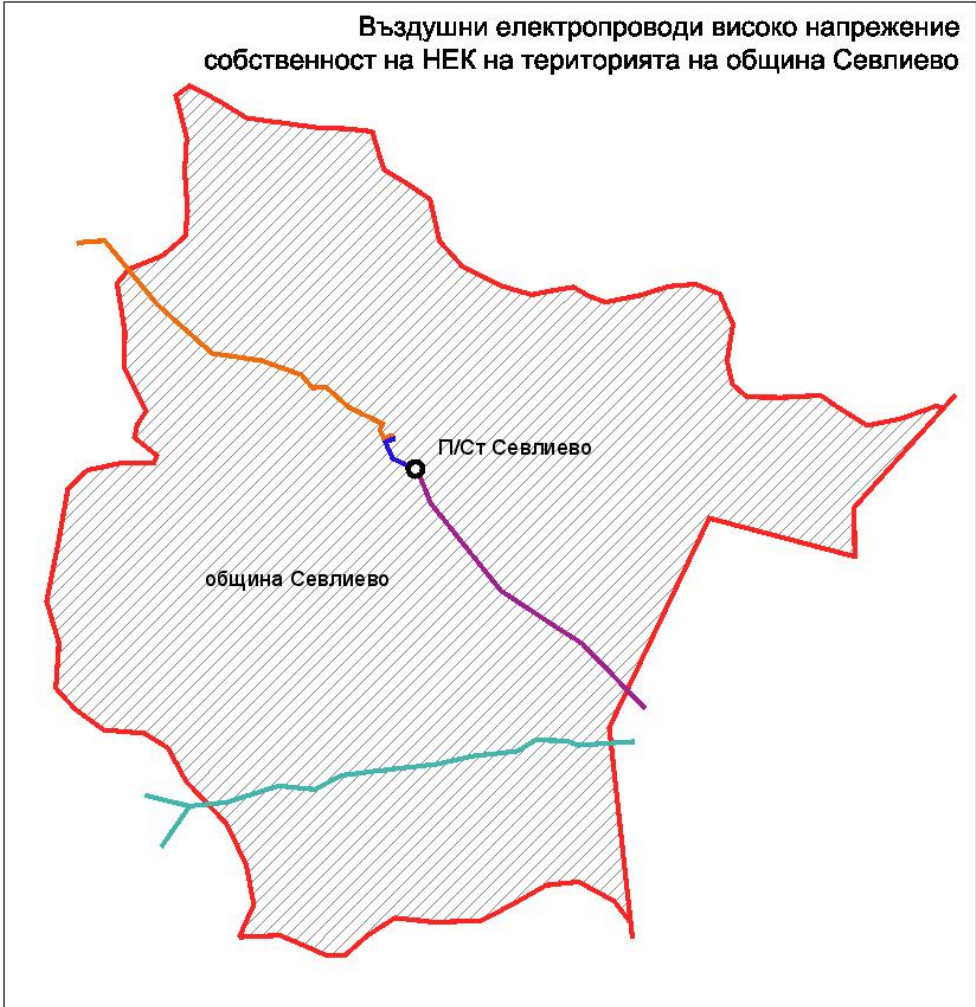 Въздушни електропроводи високо напрежение
собственност на НЕК на територията на община Севлиево
П/Ст Севлиево
община Севлиево